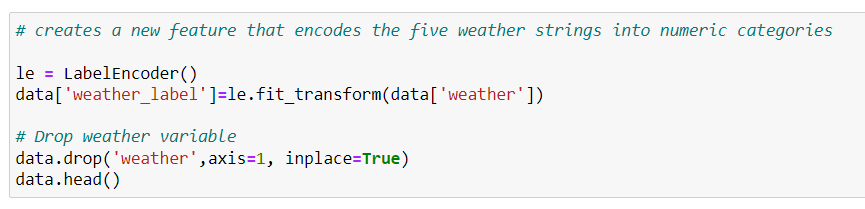 # creates a new feature that encodes the five weather strings into numeric categories
le = LabelEncoder()
data['weather_label']=le.fit_transform(data['weather'])
# Drop weather variable
data.drop('weather',axis=1, inplace=True)
data.head()